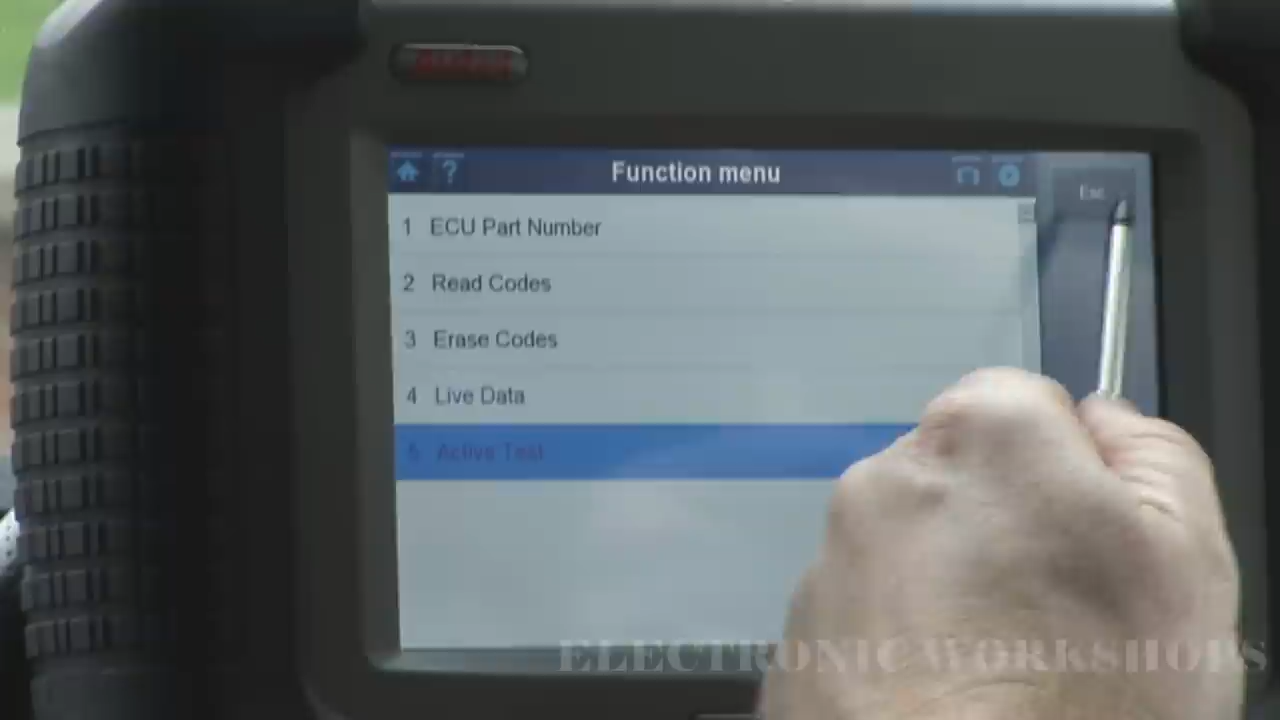 Function menu
Esc
1 ECU Part Number
2 Read Codes
3 Erase Codes
4 Live Data
5 Active Test
ELECTRONIC WORKSHOPS